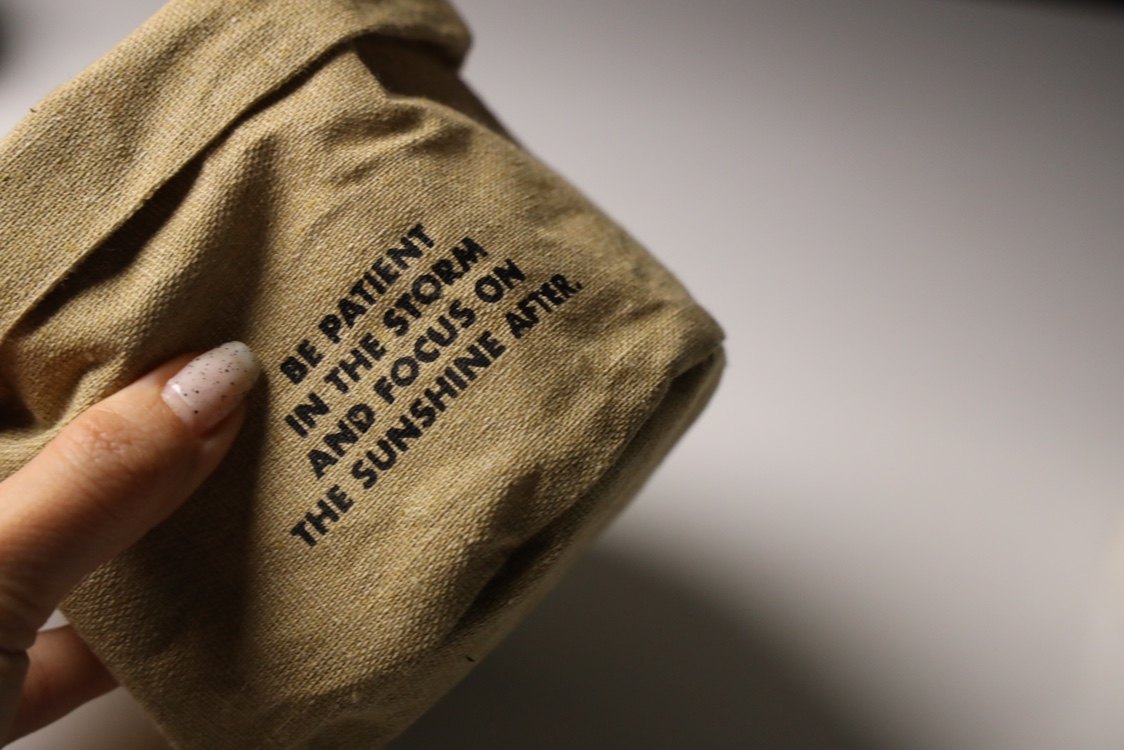 BE PATIENT
IN THE STORM
AND FOCUS ON
THE SUNSHINE AFTER.